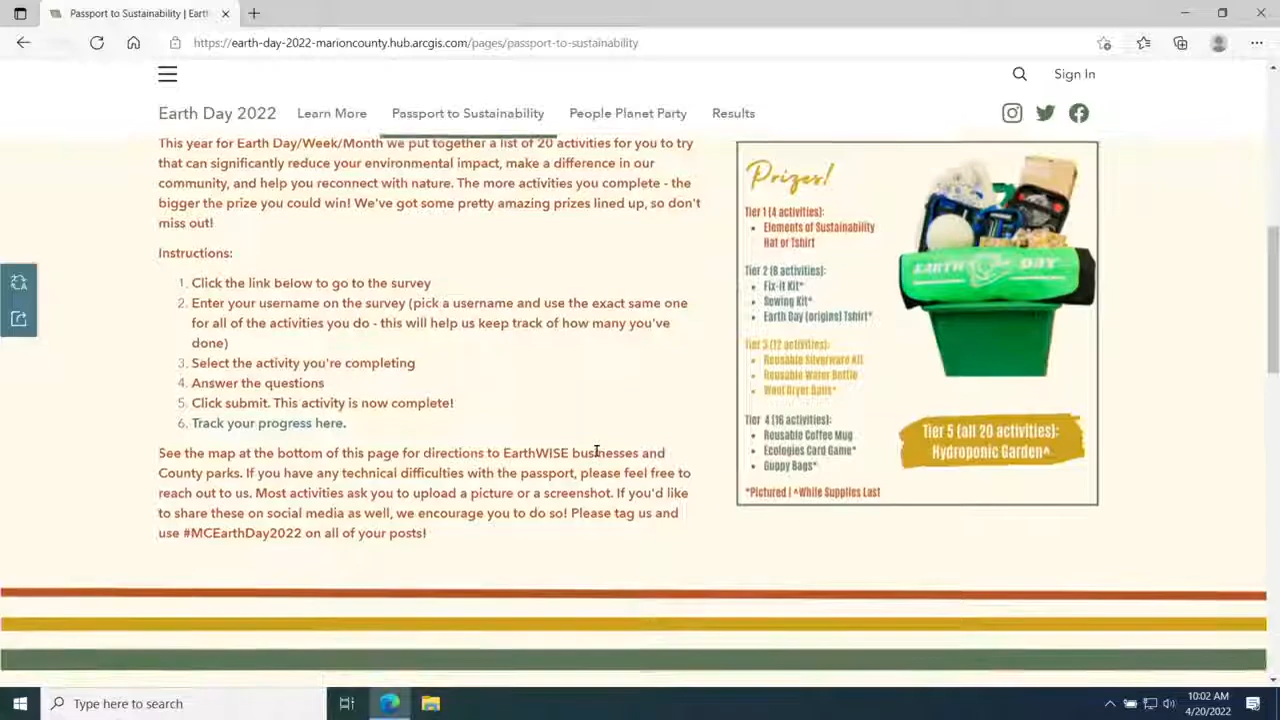 Passport to Sustainability | Eart
https://earth-day-2022-marioncounty.hub.arcgis.com/pages/passport-to-sustainability
Sign In
Earth Day 2022
Learn More
Passport to Sustainability
People Planet Party
Results
This year for Earth Day/Week/Month we put together a list of 20 activities for you to try
that can significantly reduce your environmental impact, make a difference in our
community, and help you reconnect with nature. The more activities you complete - the
bigger the prize you could win! We've got some pretty amazing prizes lined up, so don't
miss out!
Instructions:
1. Click the link below to go to the survey
2. Enter your username on the survey (pick a username and use the exact same one
for all of the activities you do - this will help us keep track of how many you've
done)
3. Select the activity you're completing
4. Answer the questions
5. Click submit. This activity is now complete!
6. Track your progress here.
See the map at the bottom of this page for directions to EarthWISE businesses and
County parks. If you have any technical difficulties with the passport, please feel free to
reach out to us. Most activities ask you to upload a picture or a screenshot. If you'd like
to share these on social media as well, we encourage you to do so! Please tag us and
use #MCEarthDay2022 on all of your posts!
Prizes!
Tier 1 (4 activities):
• Elements of Sustainability
Hat or Tshirt
Tier 2 (8 activities):
• Fix-it Kit*
• Sewing Kit*
• Earth Day (origins) Tshirt*
Tier 3 (12 activities):
• Reusable Silverware Kit
• Reusable Water Bottle
• Wool Dryer Balls*
Tier 4 (16 activities):
• Reusable Coffee Mug
• Ecologies Card Game*
• Guppy Bags*
*Pictured | ^While Supplies Last
EARTH DAY
Tier 5 (all 20 activities):
Hydroponic Garden^
Type here to search
10:02 AM
4/20/2022